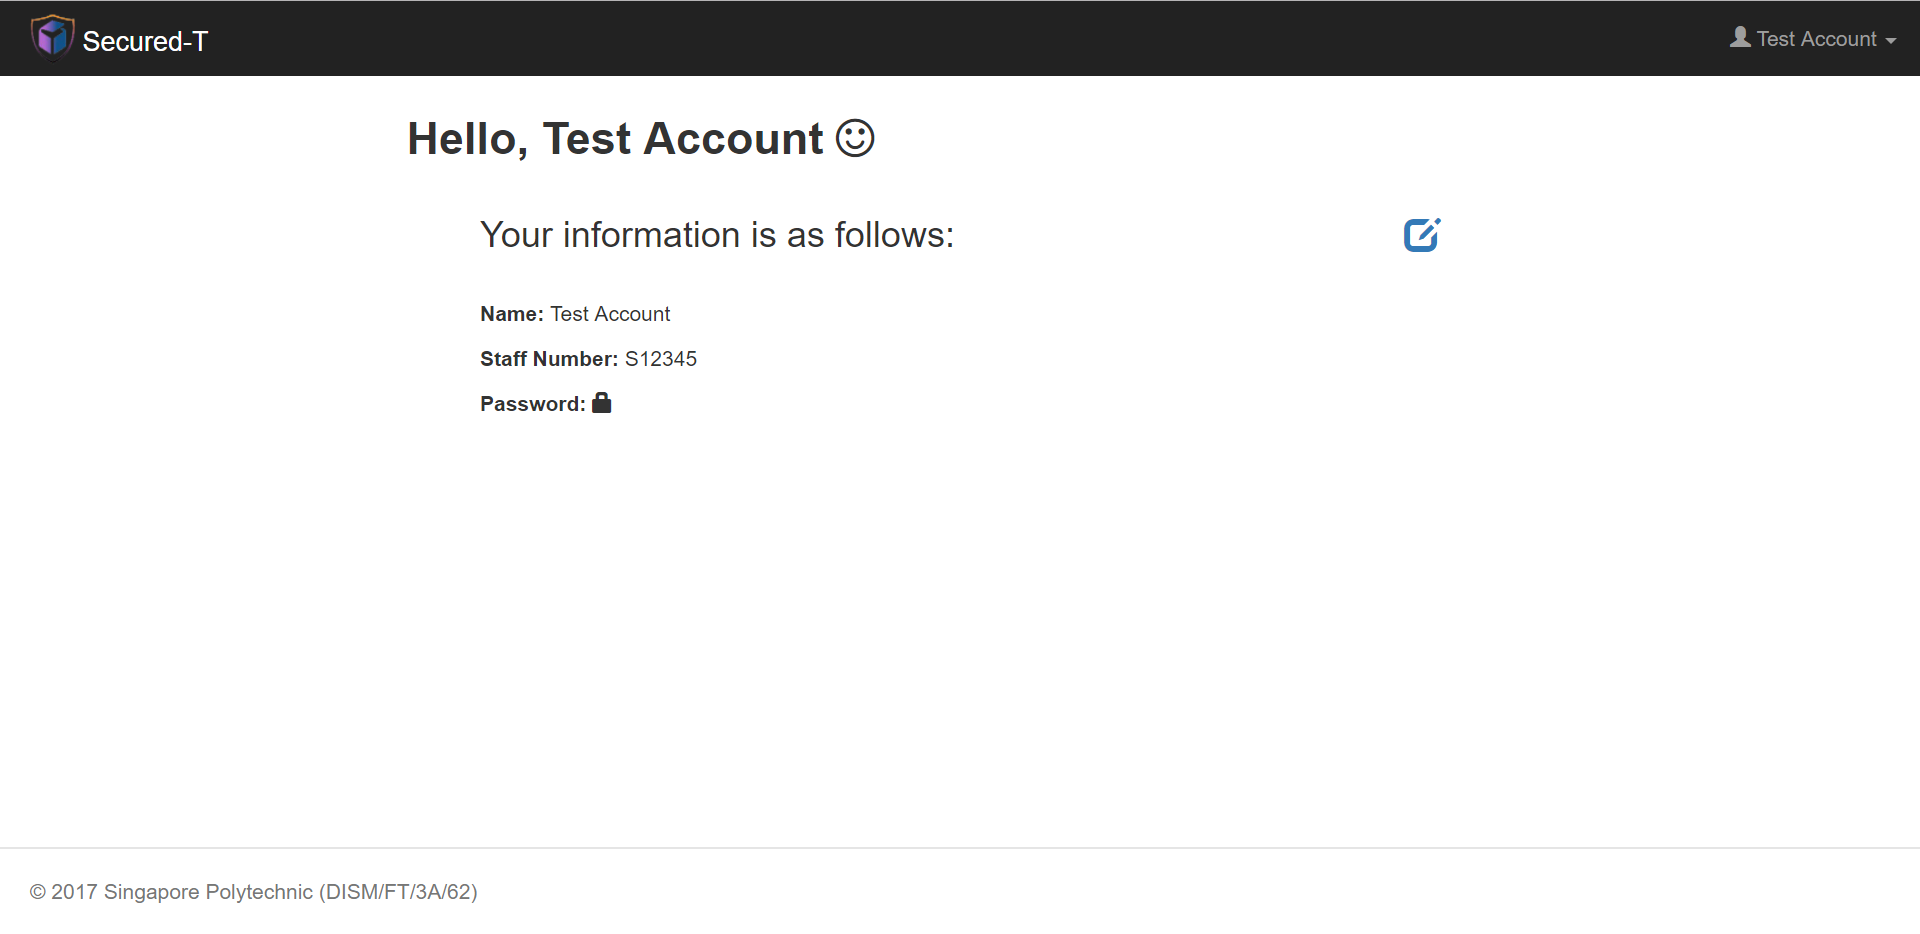 Secured-T
Test Account
Hello, Test Account
Your information is as follows:
Name: Test Account
Staff Number: S12345
Password:
© 2017 Singapore Polytechnic (DISM/FT/3A/62)